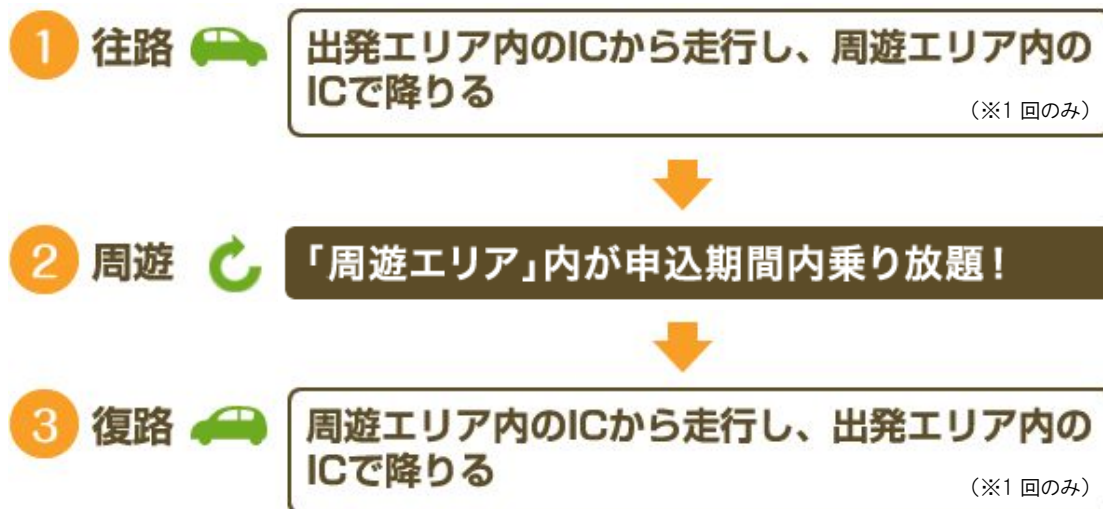 1 往路 出発エリア内のICから走行し、周遊エリア内の
ICで降りる
（※1 回のみ）
2 周遊 「周遊エリア」内が申込期間内乗り放題！
3 復路 周遊エリア内のICから走行し、出発エリア内の
ICで降りる
（※1 回のみ）